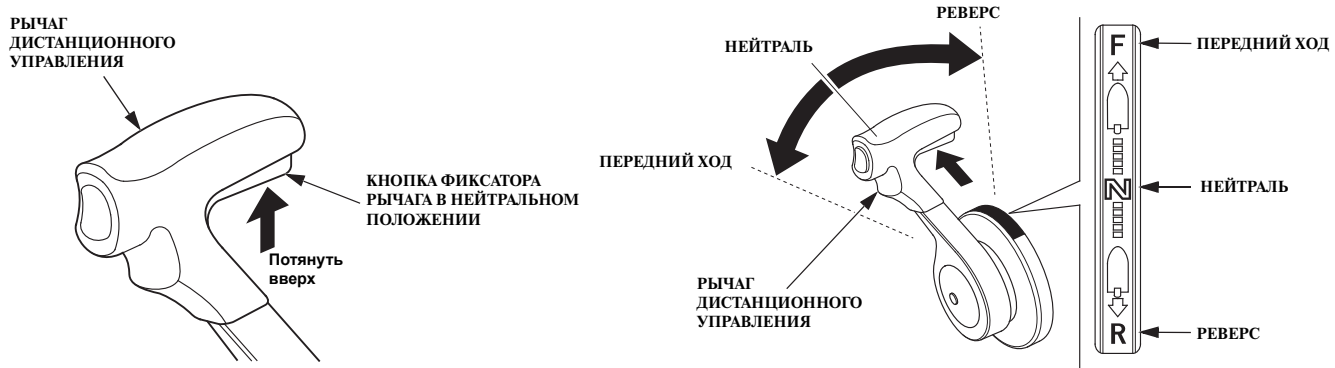 РЫЧАГ
ДИСТАНЦИОННОГО
УПРАВЛЕНИЯ
КНОПКА ФИКСАТОРА
РЫЧАГА В НЕЙТРАЛЬНОМ
ПОЛОЖЕНИИ
Потянуть
вверх
РЕВЕРС
НЕЙТРАЛЬ
ПЕРЕДНИЙ ХОД
РЫЧАГ
ДИСТАНЦИОННОГО
УПРАВЛЕНИЯ
F
ПЕРЕДНИЙ ХОД
N
НЕЙТРАЛЬ
R
РЕВЕРС